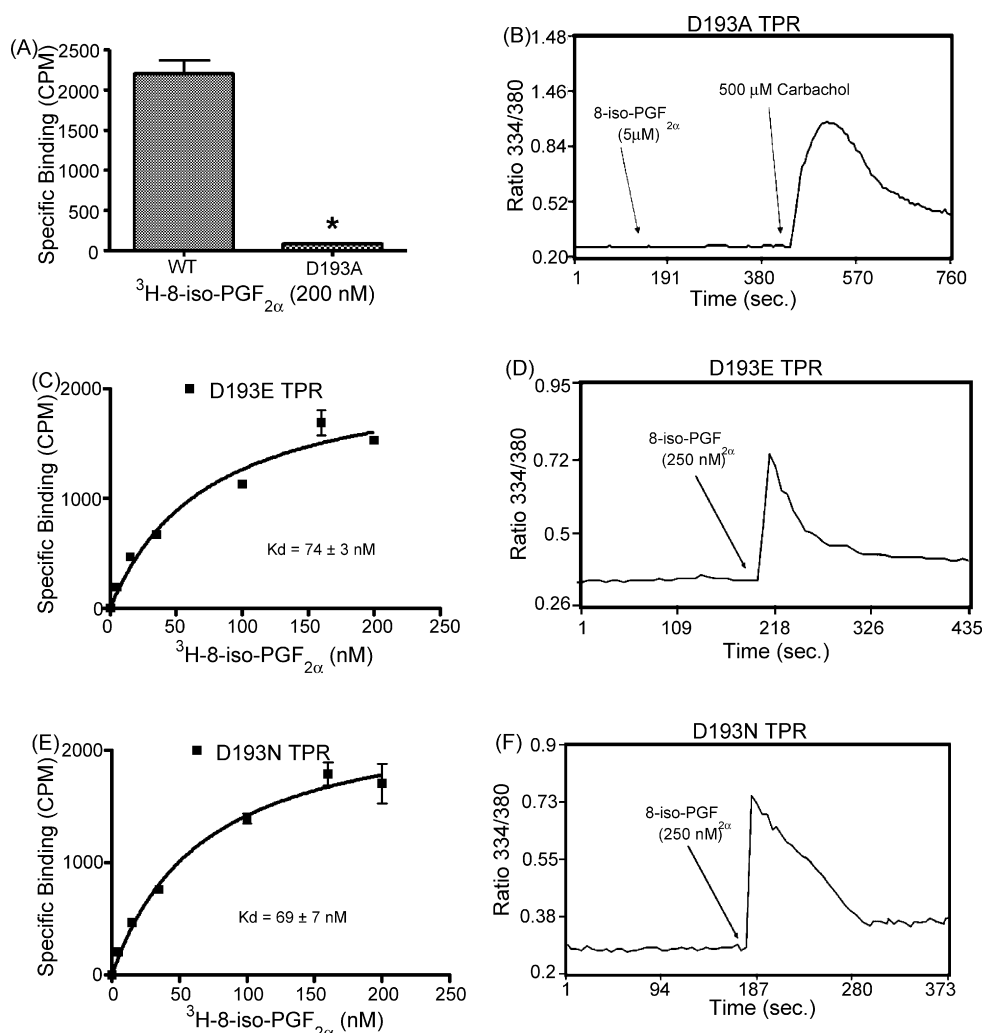 (A)
2500
2000
1500
1000
500
0
Specific Binding (CPM)
*
WT
D193A
³H-8-iso-PGF₂α (200 nM)
(B)
D193A TPR
1.48
1.46
0.84
0.52
0.20
Ratio 334/380
8-iso-PGF 2α
(5µM)
500 µM Carbachol
1 191 380 570 760
Time (sec.)
(C)
D193E TPR
2000
1000
0
Specific Binding (CPM)
Kd = 74 ± 3 nM
0 50 100 150 200 250
³H-8-iso-PGF₂α (nM)
(D)
D193E TPR
0.95
0.72
0.5
0.26
Ratio 334/380
8-iso-PGF 2α
(250 nM)
1 109 218 326 435
Time (sec.)
(E)
D193N TPR
2000
1000
0
Specific Binding (CPM)
Kd = 69 ± 7 nM
0 50 100 150 200 250
³H-8-iso-PGF₂α (nM)
(F)
D193N TPR
0.9
0.73
0.55
0.38
0.2
Ratio 334/380
8-iso-PGF 2α
(250 nM)
1 94 187 280 373
Time (sec.)